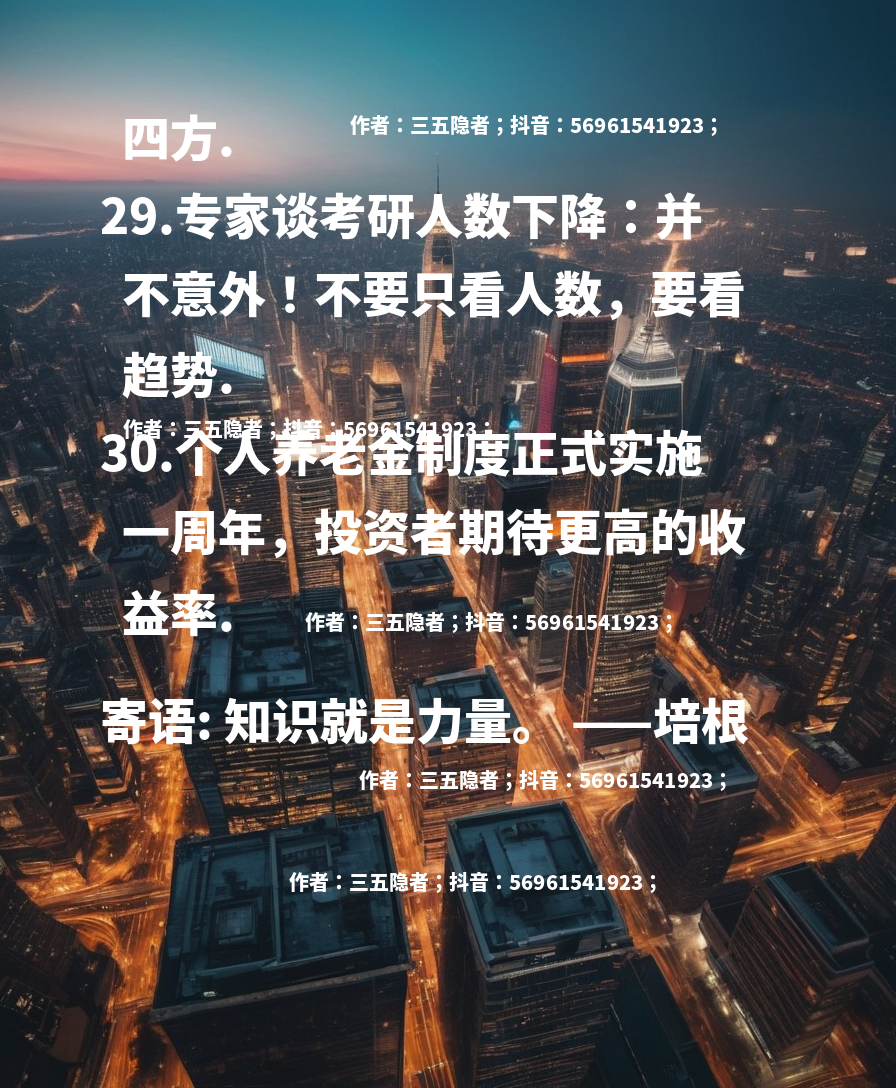 四方.
作者：三五隐者；抖音：56961541923；
29.专家谈考研人数下降：并
不意外！不要只看人数，要看
趋势.
作者：三五隐者；抖音：56961541923；
30.个人养老金制度正式实施
一周年，投资者期待更高的收
益率.
作者：三五隐者；抖音：56961541923；
寄语: 知识就是力量。 ——培根
作者：三五隐者；抖音：56961541923；
作者：三五隐者；抖音：56961541923；